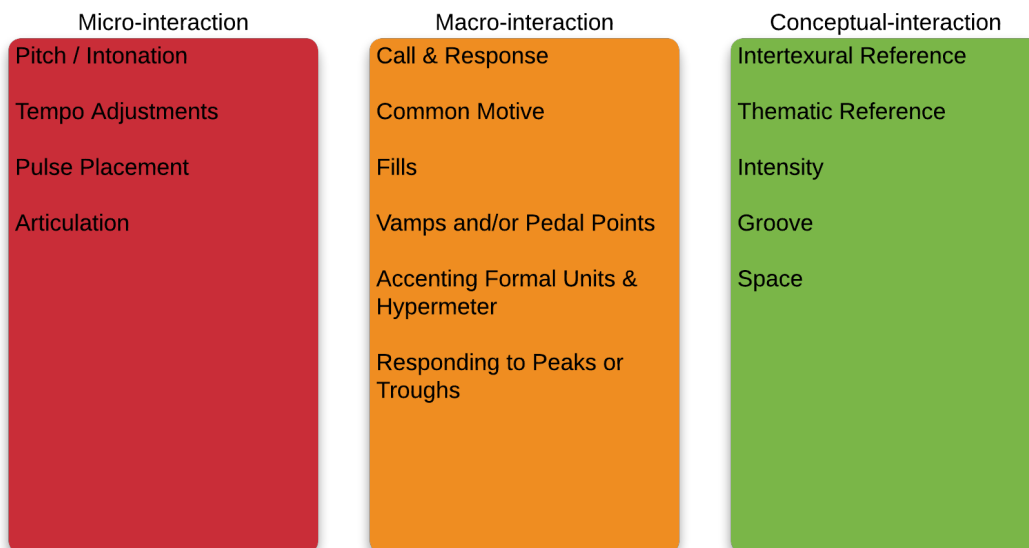 Micro-interaction
Pitch / Intonation
Tempo Adjustments
Pulse Placement
Articulation
Macro-interaction
Call & Response
Common Motive
Fills
Vamps and/or Pedal Points
Accenting Formal Units &
Hypermeter
Responding to Peaks or
Troughs
Conceptual-interaction
Intertexural Reference
Thematic Reference
Intensity
Groove
Space